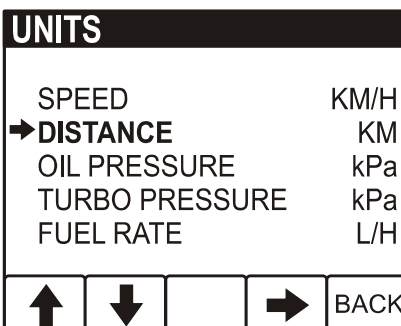 UNITS
SPEED KM/H
DISTANCE KM
OIL PRESSURE kPa
TURBO PRESSURE kPa
FUEL RATE L/H
BACK